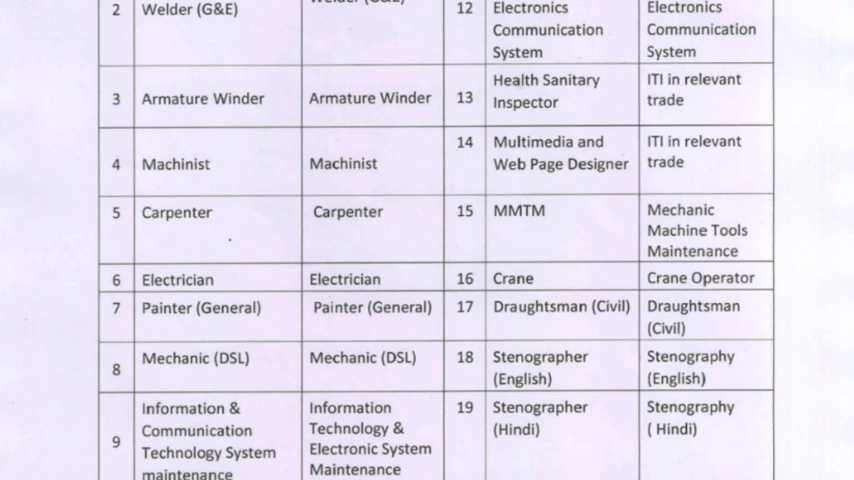 2 Welder (G&E) Welder (G&E) 12 Electronics Electronics
Communication Communication
System System
3 Armature Winder Armature Winder 13 Health Sanitary ITI in relevant
Inspector trade
4 Machinist Machinist 14 Multimedia and ITI in relevant
Web Page Designer trade
5 Carpenter Carpenter 15 MMTM Mechanic
Machine Tools
Maintenance
6 Electrician Electrician 16 Crane Crane Operator
7 Painter (General) Painter (General) 17 Draughtsman (Civil) Draughtsman
(Civil)
8 Mechanic (DSL) Mechanic (DSL) 18 Stenographer Stenography
(English) (English)
9 Information & Information 19 Stenographer Stenography
Communication Technology & (Hindi) ( Hindi)
Technology System Electronic System
maintenance Maintenance